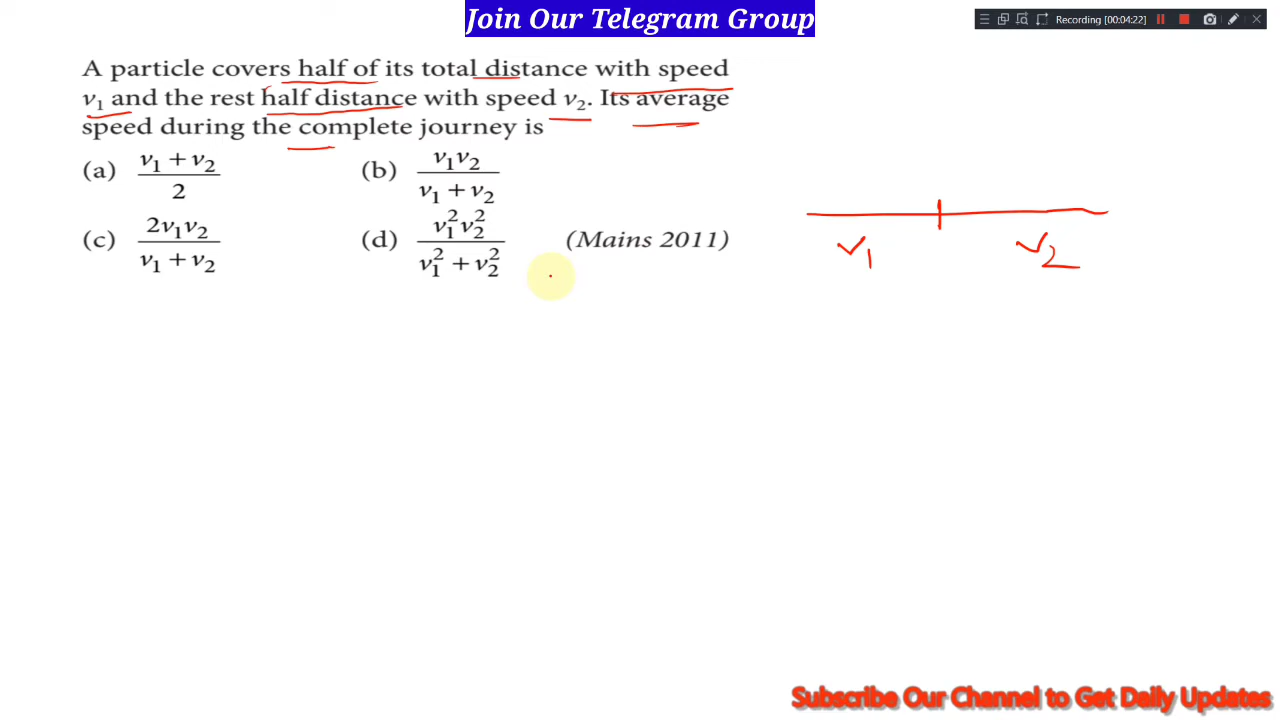 Join Our Telegram Group
Recording [00:04:22]
A particle covers half of its total distance with speed
v₁ and the rest half distance with speed v₂. Its average
speed during the complete journey is
(a) (v₁ + v₂)/2 (b) v₁v₂/(v₁ + v₂)
(c) 2v₁v₂/(v₁ + v₂) (d) v₁²v₂²/(v₁² + v₂²) (Mains 2011)
v₁ v₂
Subscribe Our Channel to Get Daily Updates